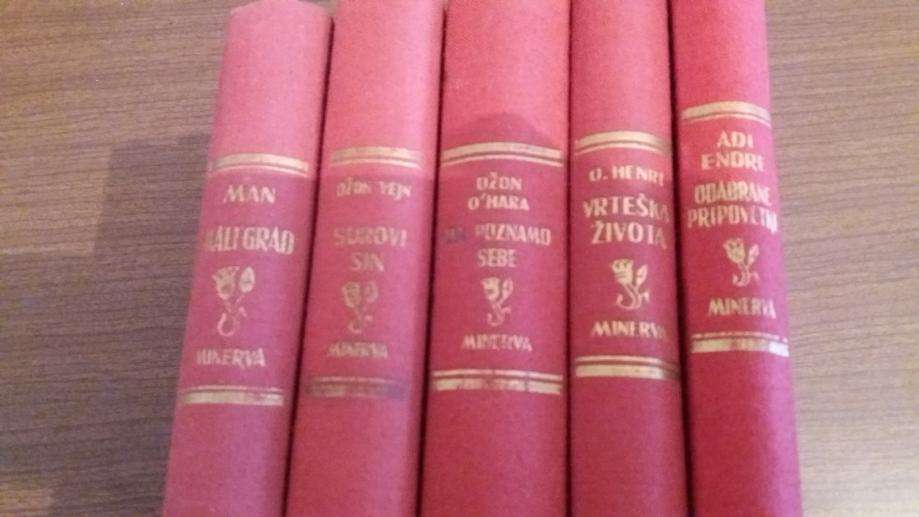 MAN
MALI GRAD
MINERVA
DŽON VEJN
SUROVI
SIN
MINERVA
DŽON
O'HARA
POZNAMO
SEBE
MINERVA
O. HENRI
VRTEŠKA
ŽIVOTA
MINERVA
ADI
ENDRE
ODABRANE
PRIPOVETKE
MINERVA